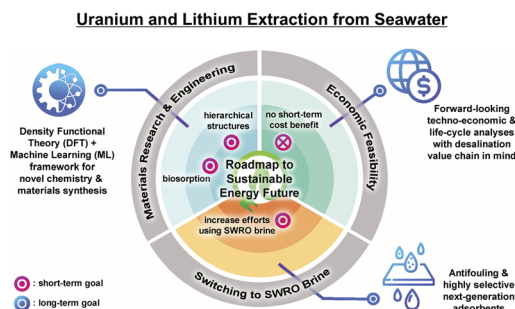 Uranium and Lithium Extraction from Seawater
Materials Research & Engineering
Economic Feasibility
Switching to SWRO Brine
hierarchical
structures
no short-term
cost benefit
biosorption
Roadmap to
Sustainable
Energy Future
increase efforts
using SWRO brine
Density Functional
Theory (DFT) +
Machine Learning (ML)
framework for
novel chemistry &
materials synthesis
$
Forward-looking
techno-economic &
life-cycle analyses
with desalination
value chain in mind
Antifouling &
highly selective
next-generation
adsorbents
: short-term goal
: long-term goal